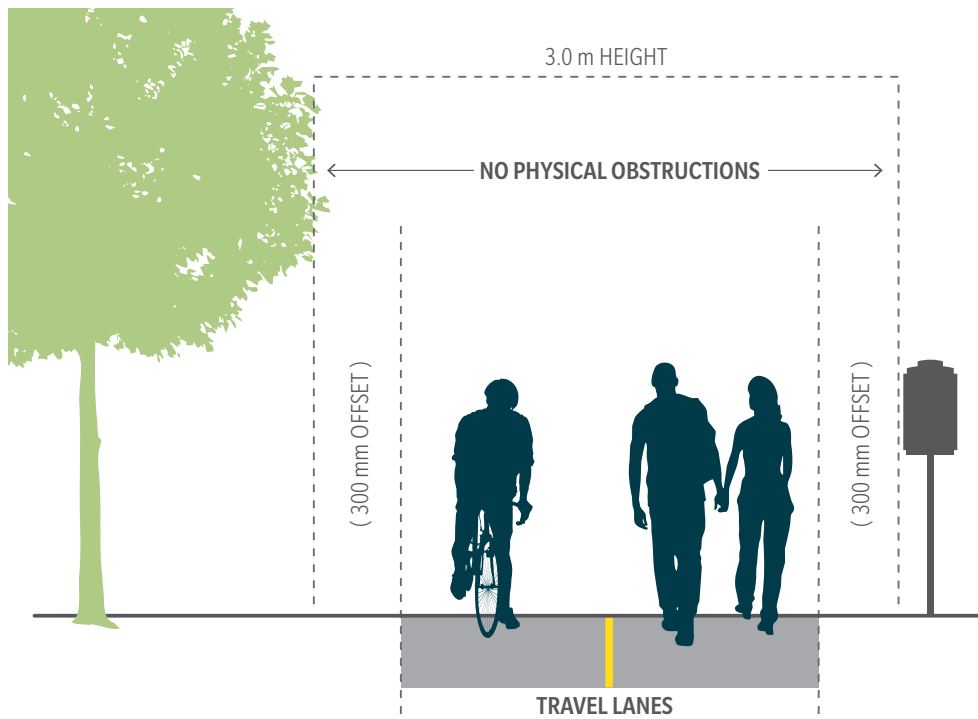 3.0 m HEIGHT
NO PHYSICAL OBSTRUCTIONS
( 300 mm OFFSET )
( 300 mm OFFSET )
TRAVEL LANES